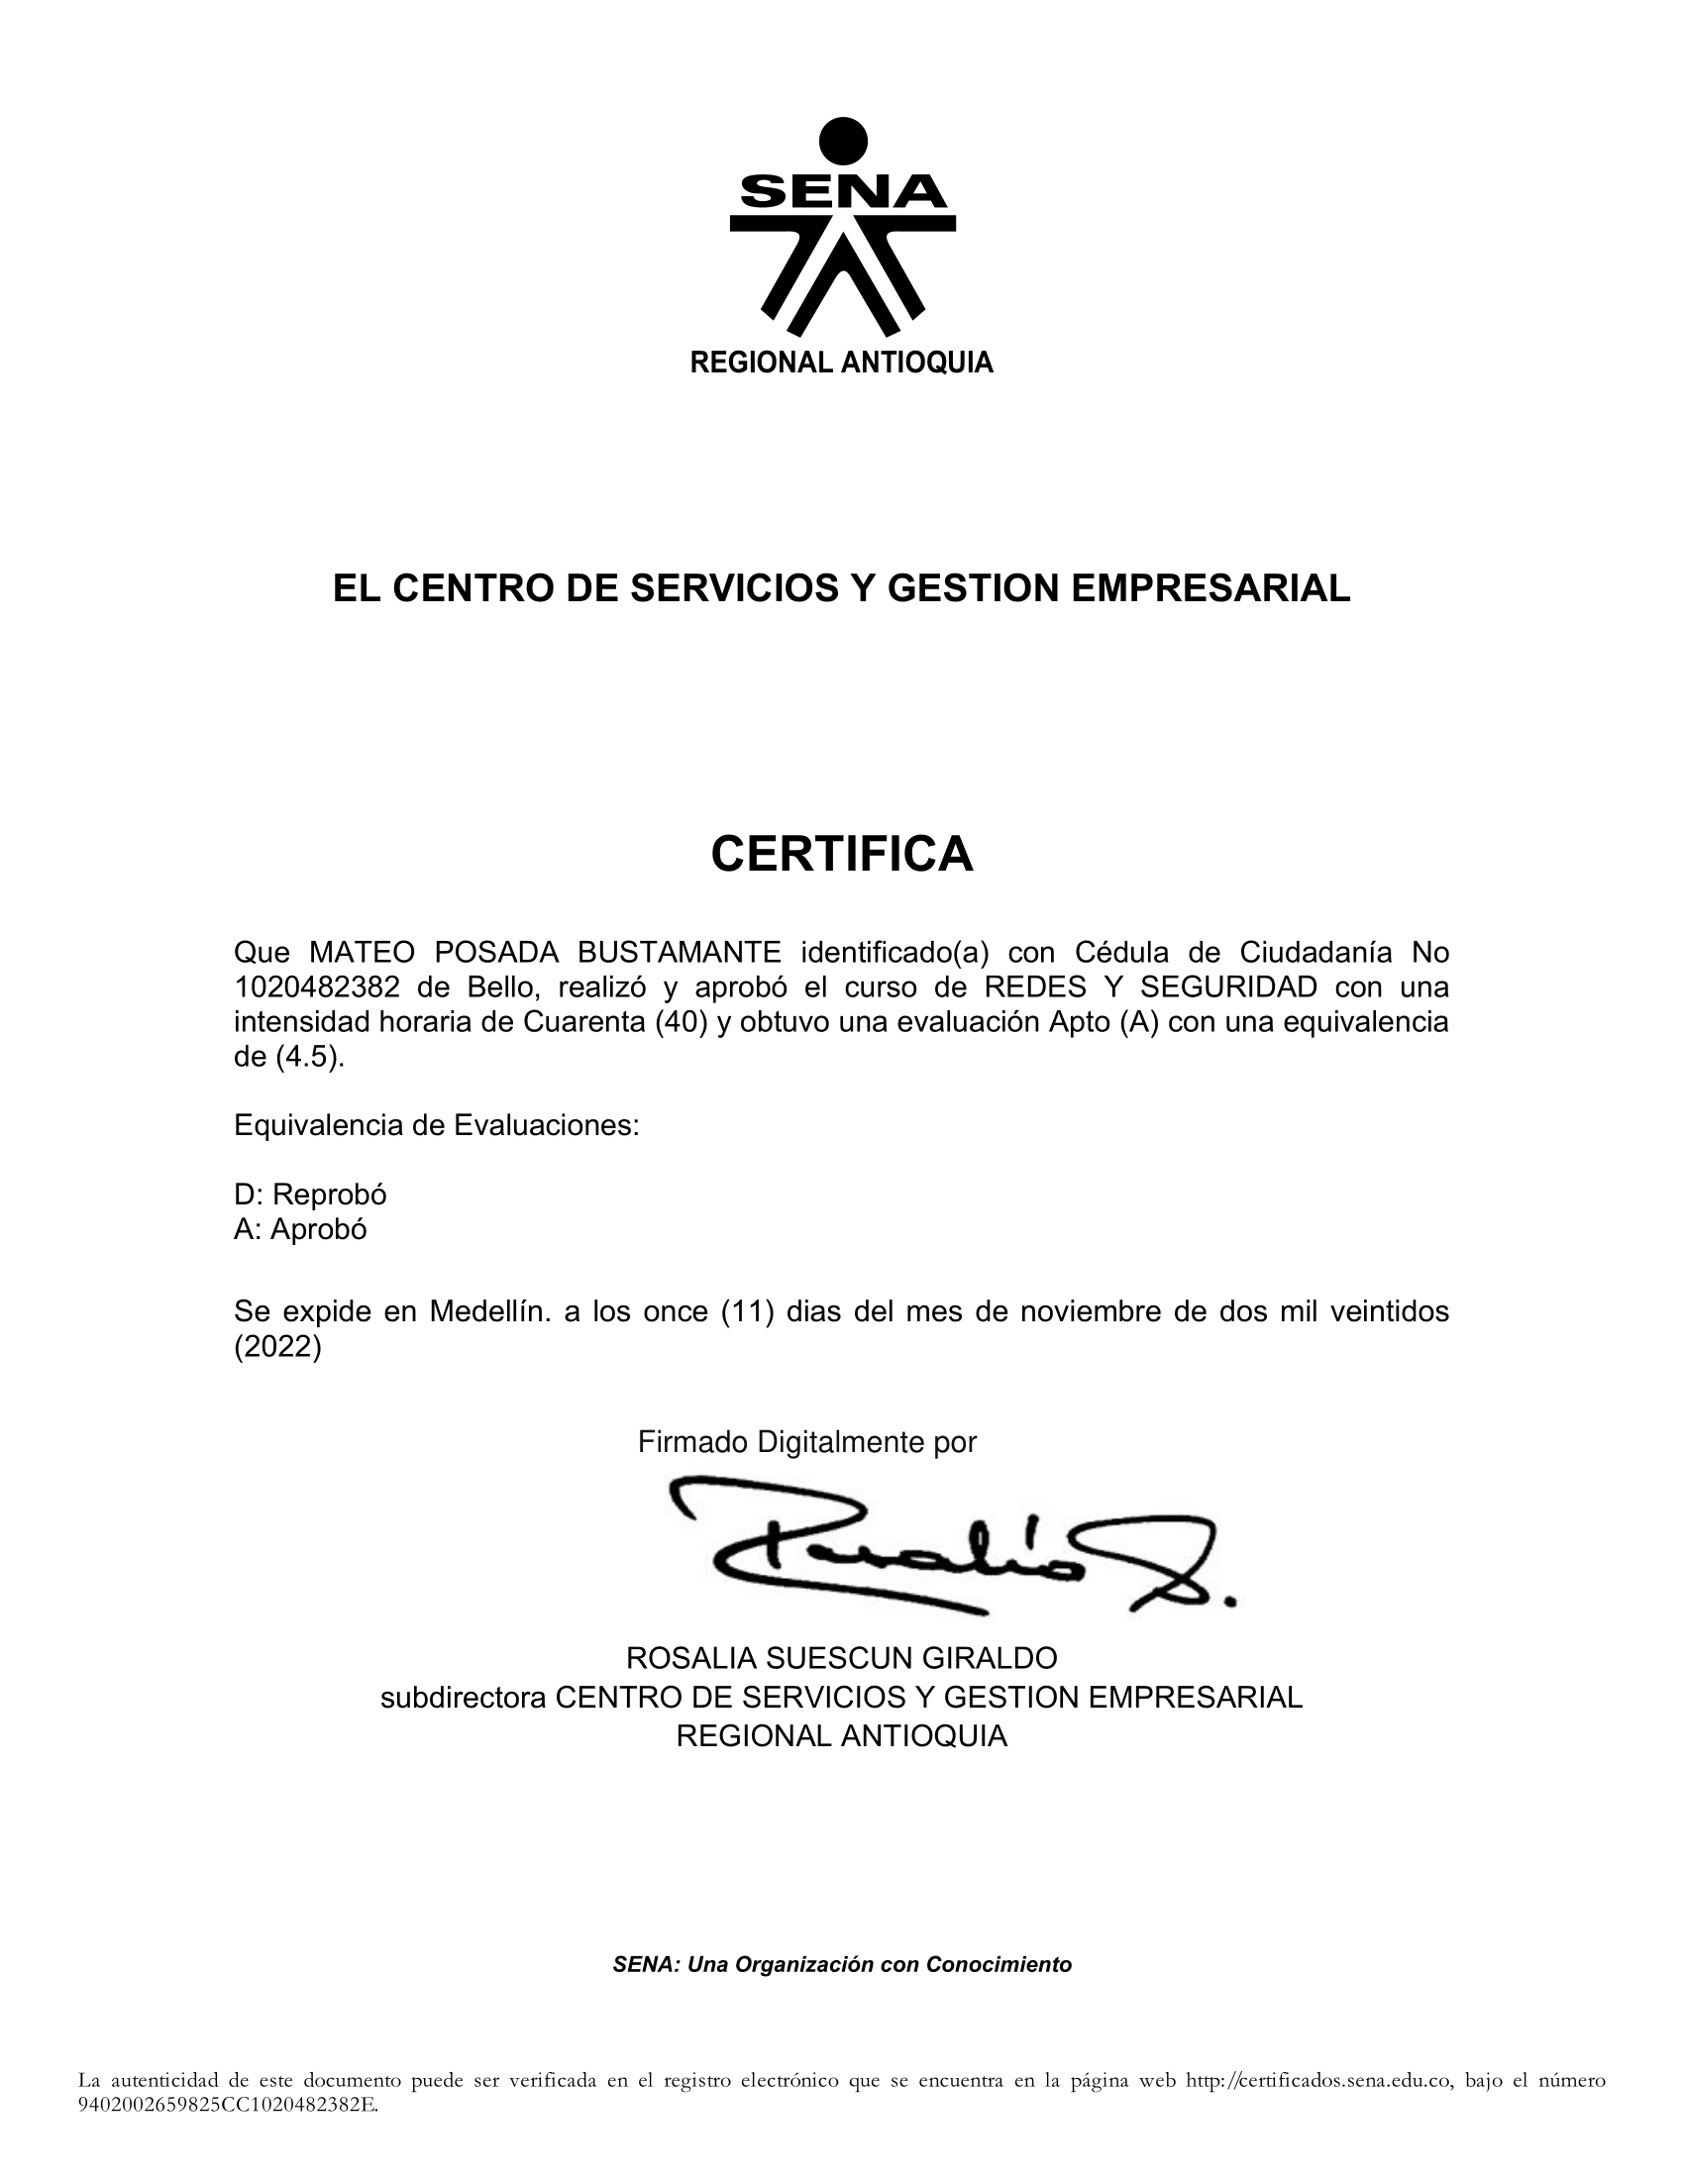 SENA
REGIONAL ANTIOQUIA
EL CENTRO DE SERVICIOS Y GESTION EMPRESARIAL
CERTIFICA
Que MATEO POSADA BUSTAMANTE identificado(a) con Cédula de Ciudadanía No
1020482382 de Bello, realizó y aprobó el curso de REDES Y SEGURIDAD con una
intensidad horaria de Cuarenta (40) y obtuvo una evaluación Apto (A) con una equivalencia
de (4.5).
Equivalencia de Evaluaciones:
D: Reprobó
A: Aprobó
Se expide en Medellín. a los once (11) dias del mes de noviembre de dos mil veintidos
(2022)
Firmado Digitalmente por
Rosalía S.
ROSALIA SUESCUN GIRALDO
subdirectora CENTRO DE SERVICIOS Y GESTION EMPRESARIAL
REGIONAL ANTIOQUIA
SENA: Una Organización con Conocimiento
La autenticidad de este documento puede ser verificada en el registro electrónico que se encuentra en la página web http://certificados.sena.edu.co, bajo el número
9402002659825CC1020482382E.